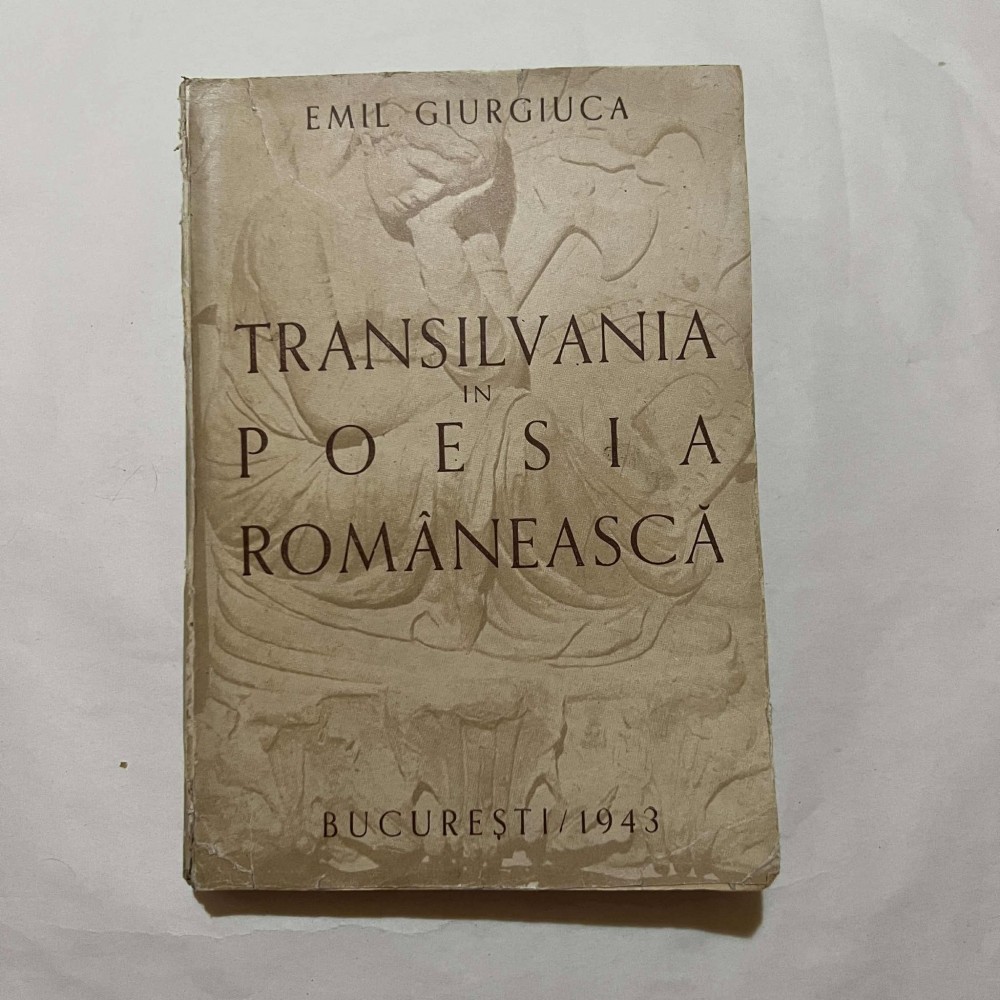 EMIL GIURGIUCA
TRANSILVANIA
IN
POESIA
ROMÂNEASCĂ
BUCUREȘTI/1943